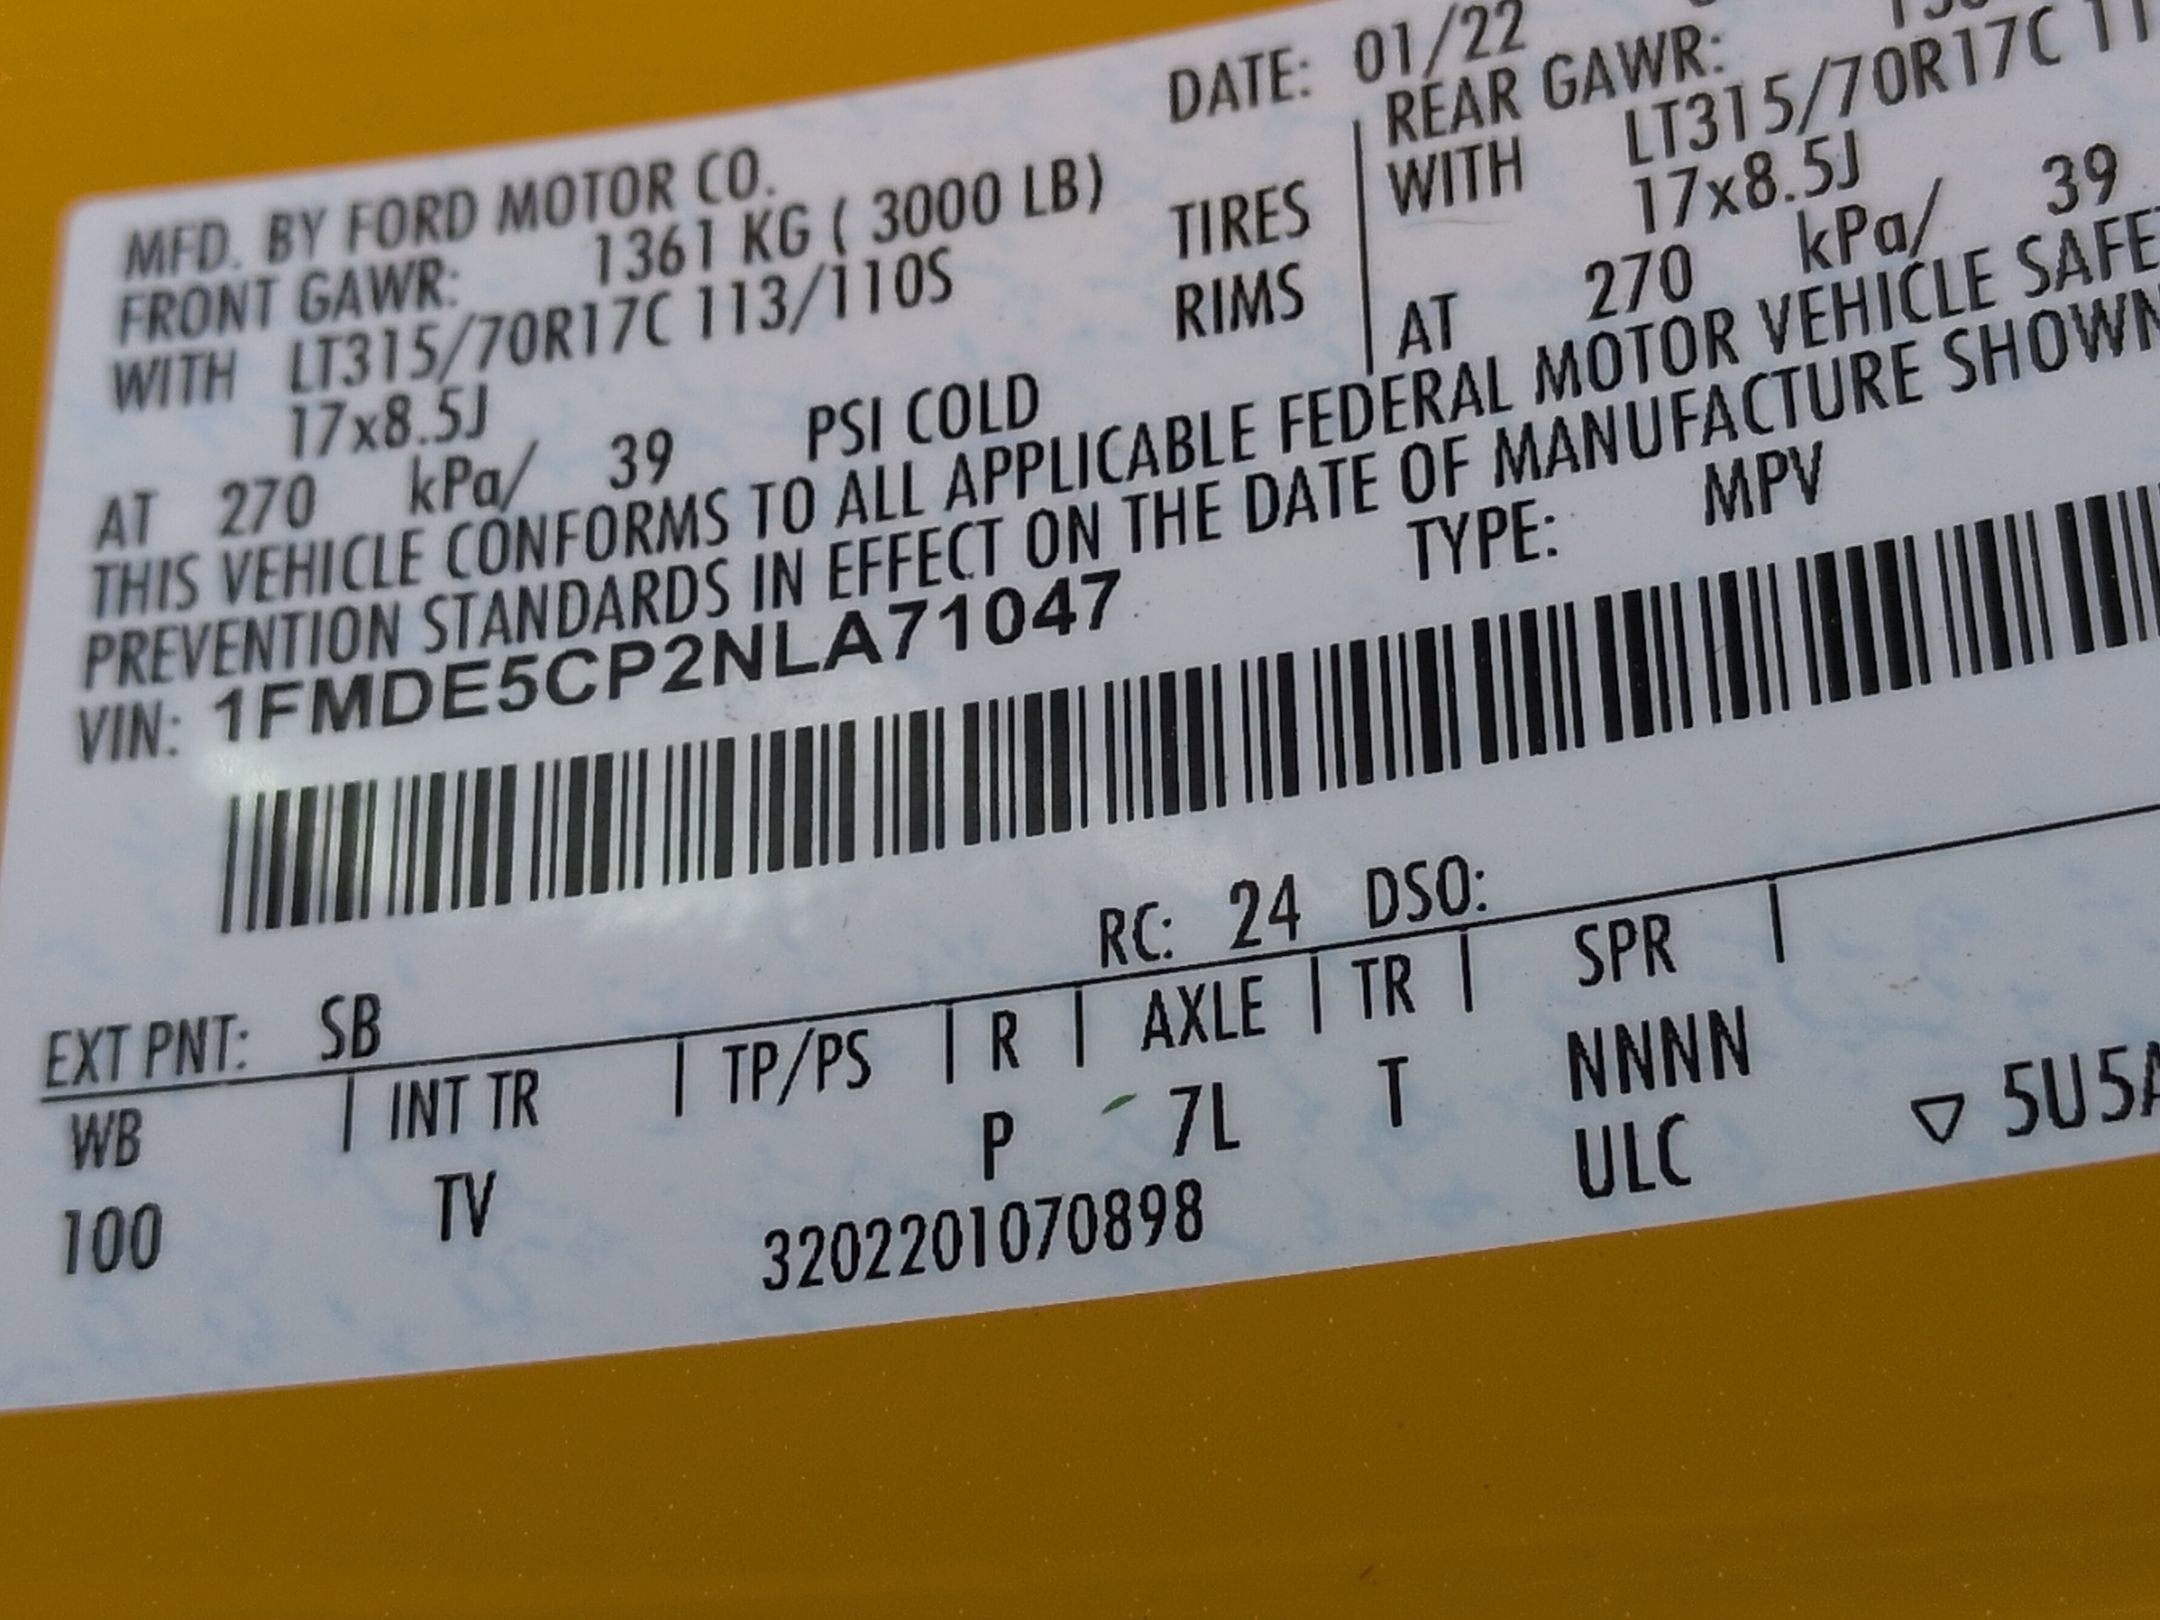 DATE: 01/22
MFD. BY FORD MOTOR CO.
FRONT GAWR: 1361 KG ( 3000 LB)
WITH LT315/70R17C 113/110S TIRES
17x8.5J RIMS
AT 270 kPa/ 39 PSI COLD
REAR GAWR:
WITH LT315/70R17C
17x8.5J
AT 270 kPa/ 39
THIS VEHICLE CONFORMS TO ALL APPLICABLE FEDERAL MOTOR VEHICLE
PREVENTION STANDARDS IN EFFECT ON THE DATE OF MANUFACTURE SHOWN
VIN: 1FMDE5CP2NLA71047 TYPE: MPV
EXT PNT: SB RC: 24 DSO:
WB | INT TR | TP/PS | R | AXLE | TR | SPR |
100 TV P 7L T NNNN
3202201070898 ULC ▽ 5U5A